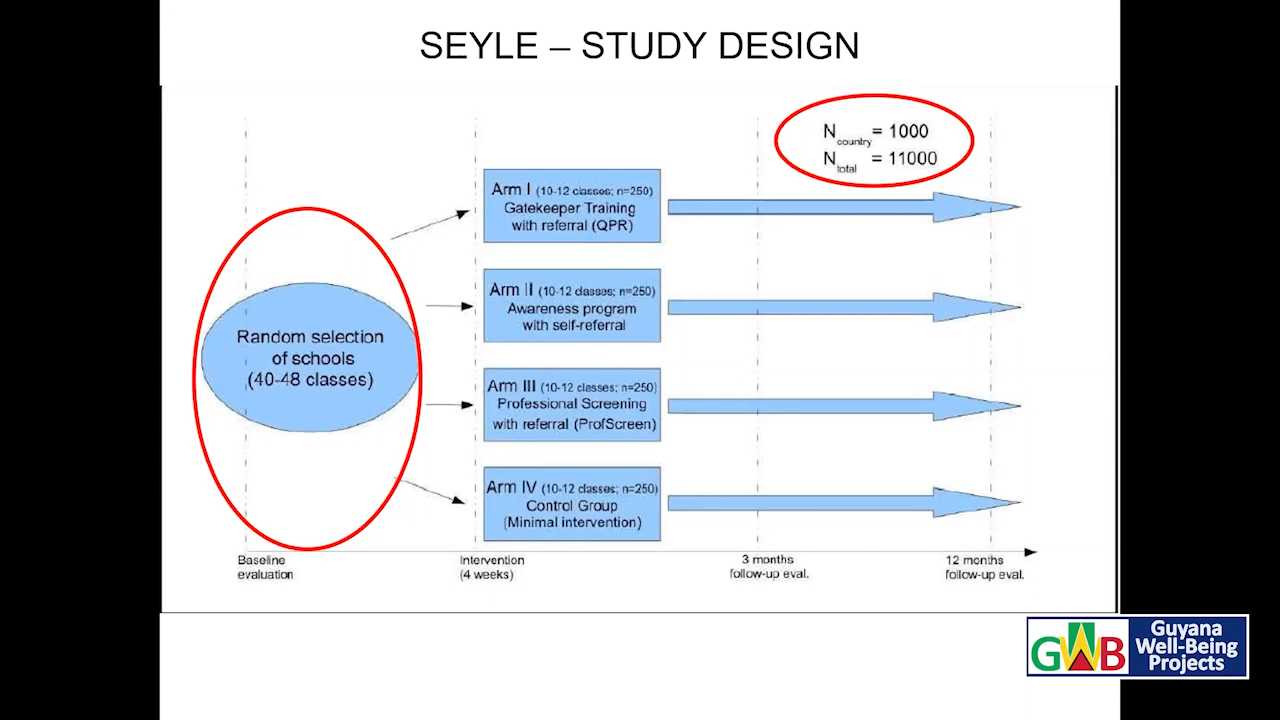 SEYLE – STUDY DESIGN
Ncountry = 1000
Ntotal = 11000
Random selection
of schools
(40-48 classes)
Arm I (10-12 classes; n=250)
Gatekeeper Training
with referral (QPR)
Arm II (10-12 classes; n=250)
Awareness program
with self-referral
Arm III (10-12 classes; n=250)
Professional Screening
with referral (ProfScreen)
Arm IV (10-12 classes; n=250)
Control Group
(Minimal intervention)
Baseline
evaluation
Intervention
(4 weeks)
3 months
follow-up eval.
12 months
follow-up eval.
GWB
Guyana
Well-Being
Projects